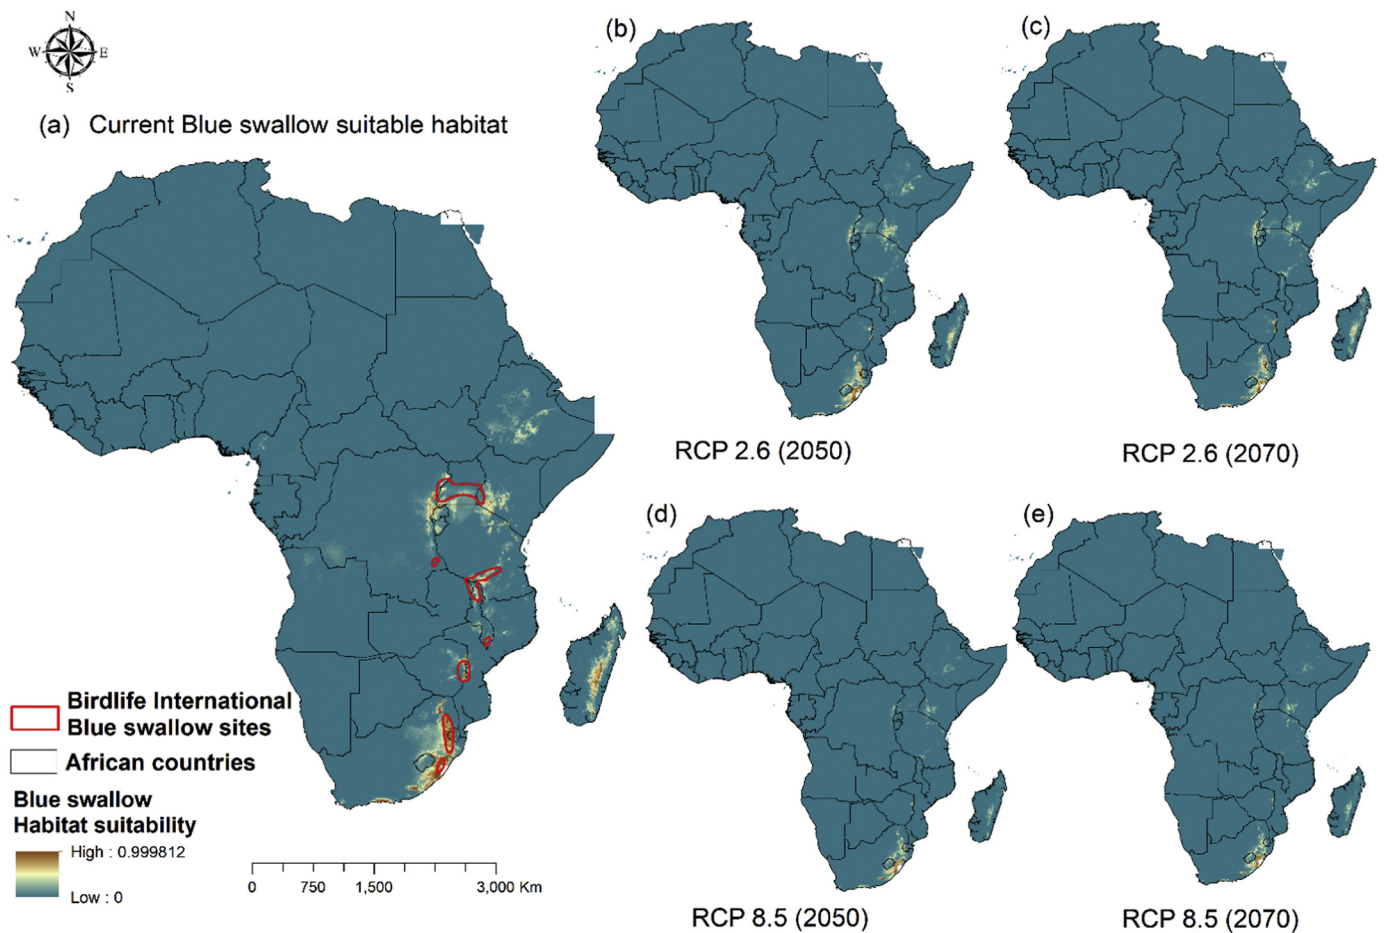 N
W E
S
(a) Current Blue swallow suitable habitat
(b)
(c)
RCP 2.6 (2050)
RCP 2.6 (2070)
(d)
(e)
Birdlife International
Blue swallow sites
African countries
Blue swallow
Habitat suitability
High : 0.999812
Low : 0
0 750 1,500 3,000 Km
RCP 8.5 (2050)
RCP 8.5 (2070)